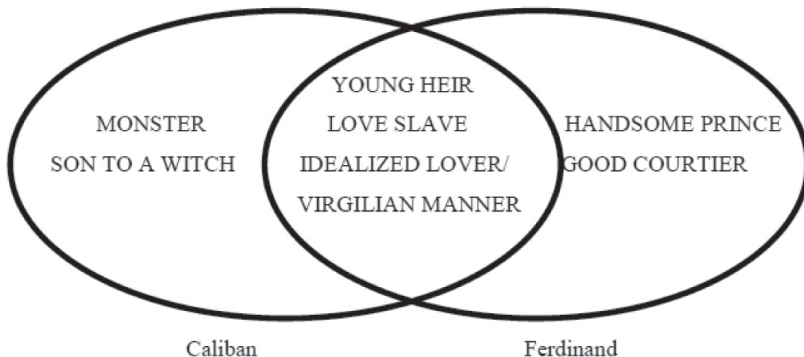 YOUNG HEIR
MONSTER LOVE SLAVE HANDSOME PRINCE
SON TO A WITCH IDEALIZED LOVER/ GOOD COURTIER
VIRGILIAN MANNER
Caliban Ferdinand